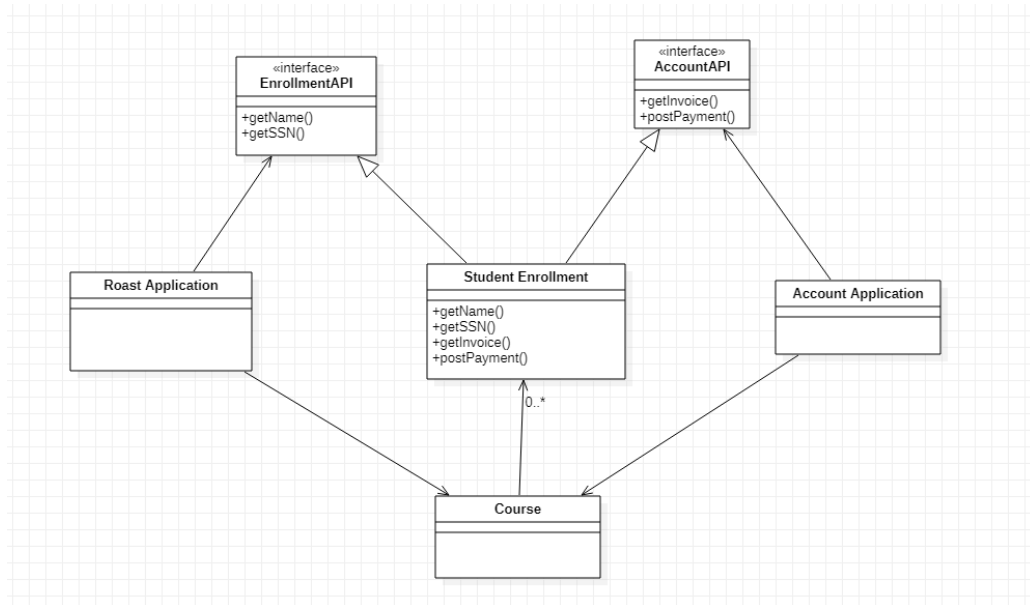 «interface»
EnrollmentAPI
+getName()
+getSSN()
«interface»
AccountAPI
+getInvoice()
+postPayment()
Roast Application
Student Enrollment
+getName()
+getSSN()
+getInvoice()
+postPayment()
Account Application
0..*
Course